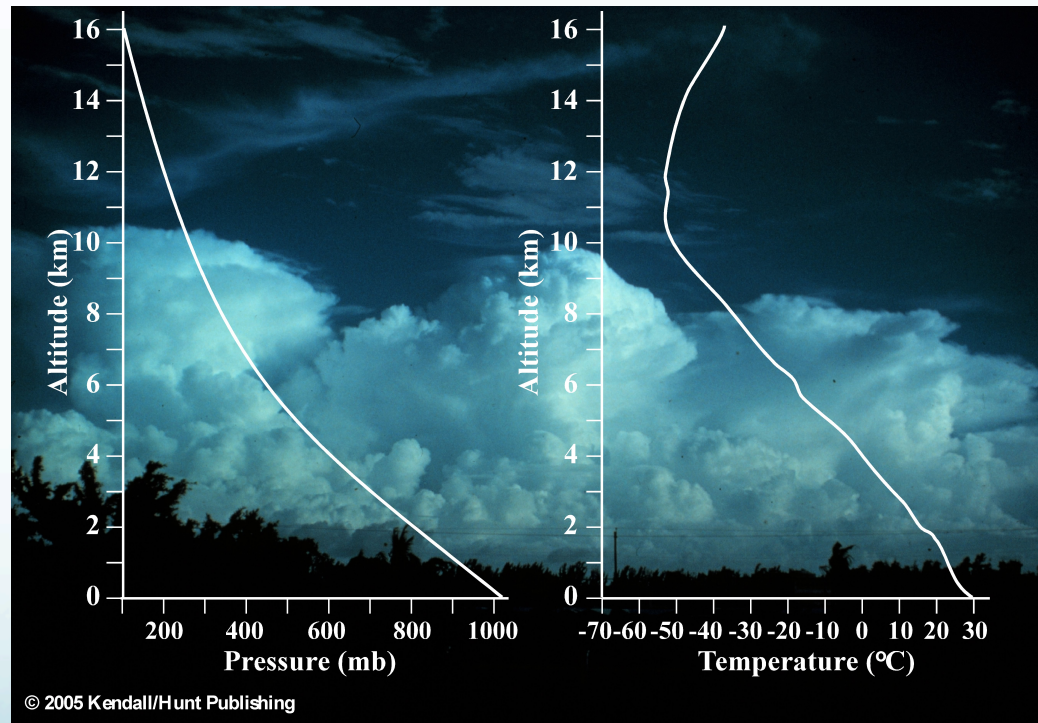 16
14
12
10
8
6
4
2
0
Altitude (km)
200 400 600 800 1000
Pressure (mb)
16
14
12
10
8
6
4
2
0
Altitude (km)
-70 -60 -50 -40 -30 -20 -10 0 10 20 30
Temperature (°C)
© 2005 Kendall/Hunt Publishing